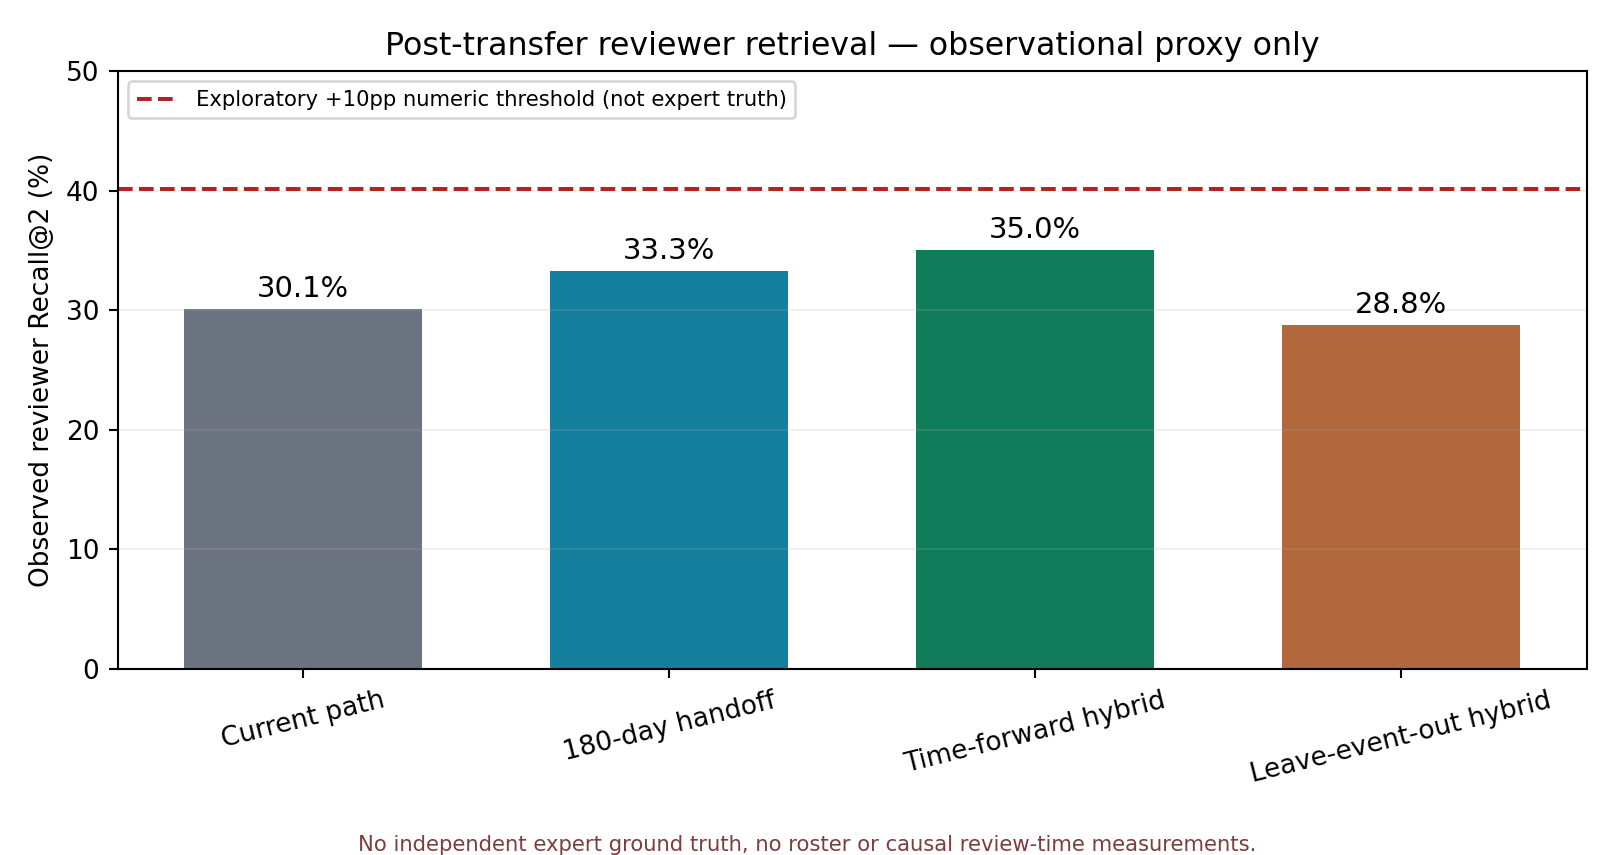 Post-transfer reviewer retrieval — observational proxy only
Exploratory +10pp numeric threshold (not expert truth)
Observed reviewer Recall@2 (%)
50
40
30
20
10
0
30.1%
33.3%
35.0%
28.8%
Current path
180-day handoff
Time-forward hybrid
Leave-event-out hybrid
No independent expert ground truth, no roster or causal review-time measurements.